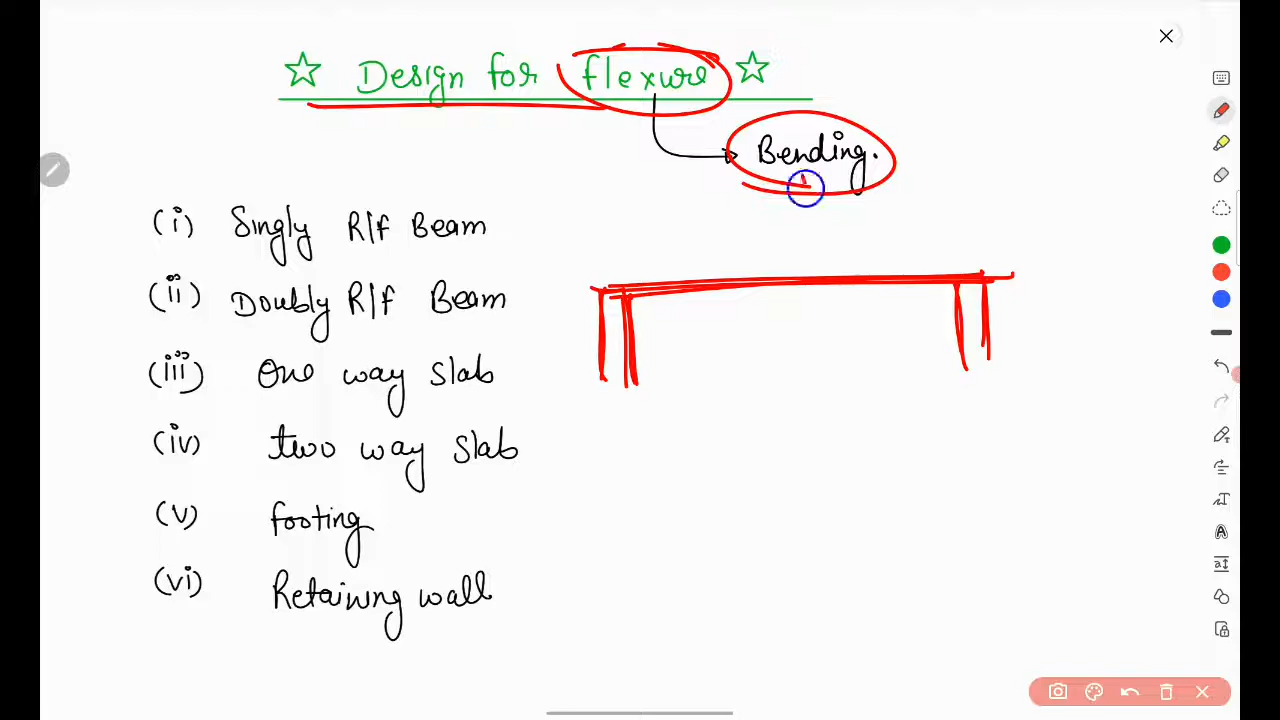 ☆ Design for flexure ☆
Bending.
(i) Singly R/f Beam
(ii) Doubly R/f Beam
(iii) One way slab
(iv) two way slab
(v) footing
(vi) Retaining wall